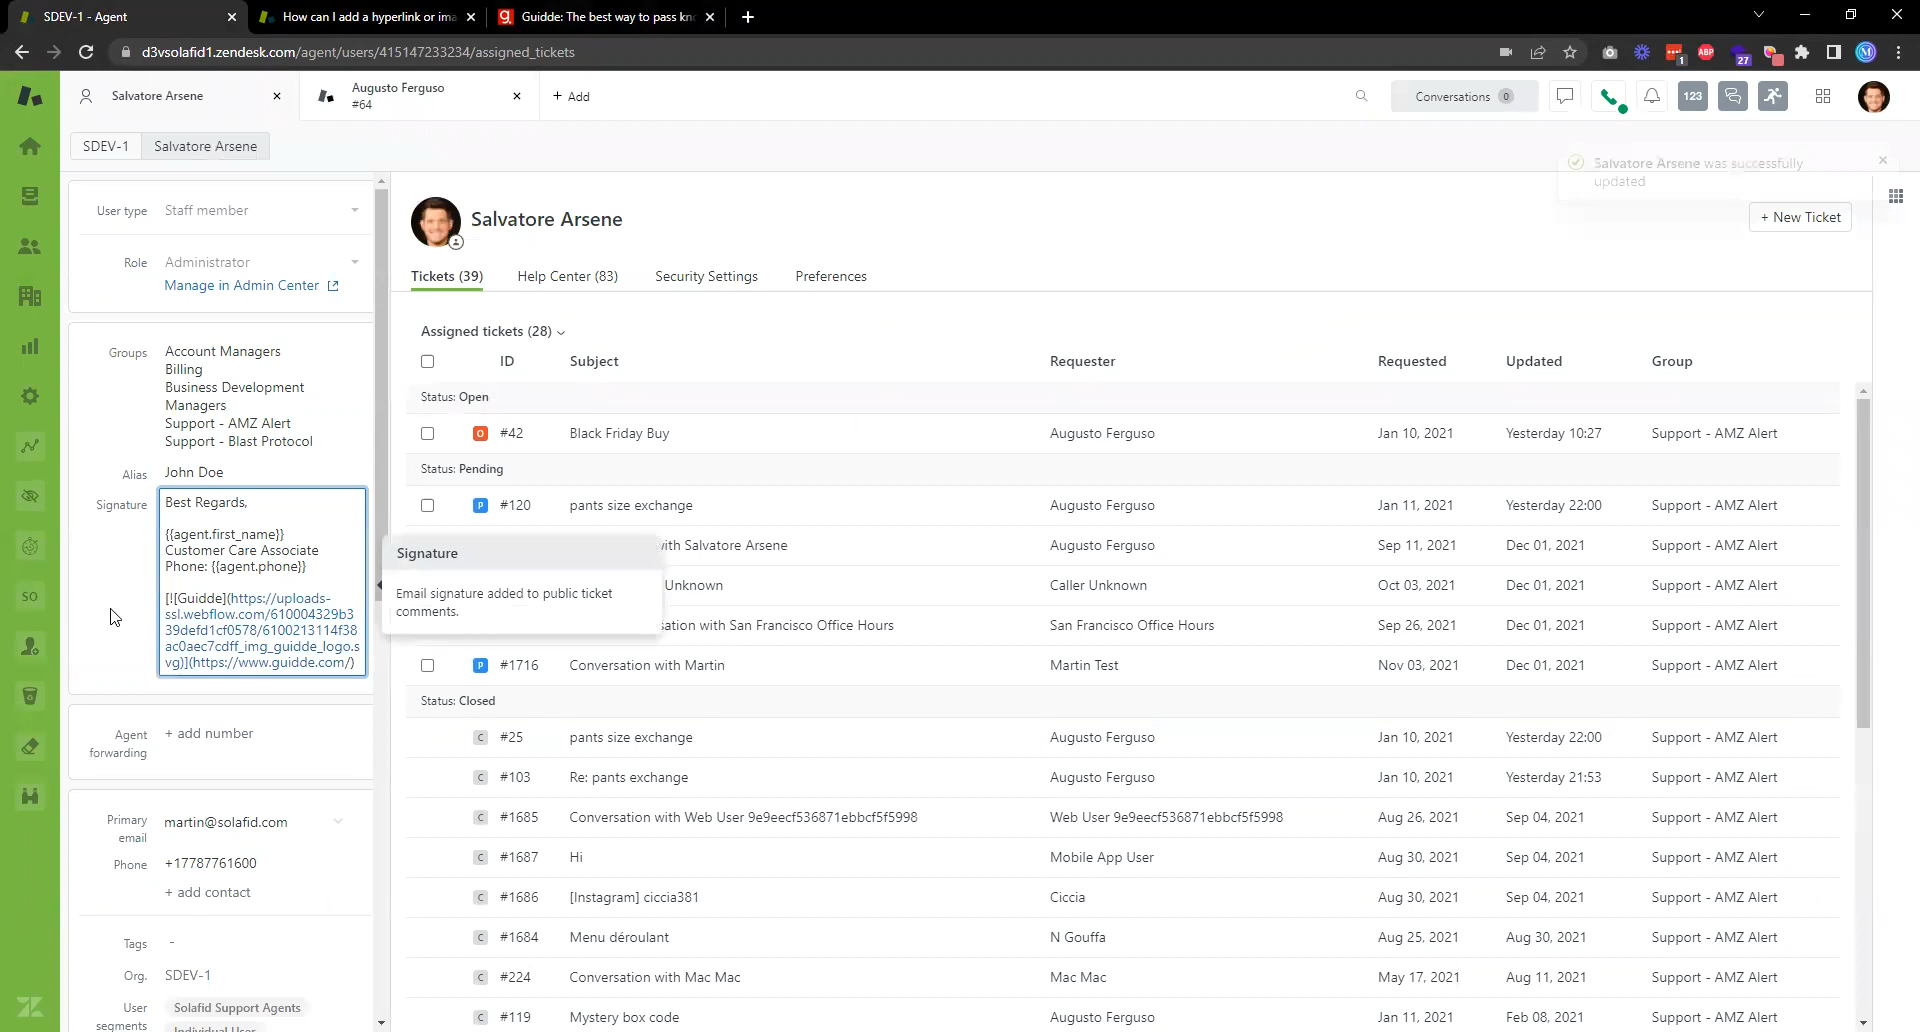 SDEV-1 - Agent
How can I add a hyperlink or ima
Guidde: The best way to pass kn
d3vsolafid1.zendesk.com/agent/users/415147233234/assigned_tickets
1
ABP
27
Salvatore Arsene
Augusto Ferguso
#64
+ Add
Conversations 0
123
SDEV-1
Salvatore Arsene
Salvatore Arsene was successfully
updated
User type Staff member
Role Administrator
Manage in Admin Center
Salvatore Arsene
+ New Ticket
Tickets (39) Help Center (83) Security Settings Preferences
Groups Account Managers
Billing
Business Development
Managers
Support - AMZ Alert
Support - Blast Protocol
Alias John Doe
Signature Best Regards,
{{agent.first_name}}
Customer Care Associate
Phone: {{agent.phone}}
[![Guidde](https://uploads-
ssl.webflow.com/610004329b3
39defd1cf0578/6100213114f38
ac0aec7cdff_img_guidde_logo.s
vg)](https://www.guidde.com/)
Signature
Email signature added to public ticket
comments.
SO
Agent
forwarding
+ add number
Primary
email
martin@solafid.com
Phone +17787761600
+ add contact
Tags -
Org. SDEV-1
User
segments
Solafid Support Agents
Individual User
Assigned tickets (28)
ID Subject Requester Requested Updated Group
Status: Open
O #42 Black Friday Buy Augusto Ferguso Jan 10, 2021 Yesterday 10:27 Support - AMZ Alert
Status: Pending
P #120 pants size exchange Augusto Ferguso Jan 11, 2021 Yesterday 22:00 Support - AMZ Alert
with Salvatore Arsene Augusto Ferguso Sep 11, 2021 Dec 01, 2021 Support - AMZ Alert
Unknown Caller Unknown Oct 03, 2021 Dec 01, 2021 Support - AMZ Alert
sation with San Francisco Office Hours San Francisco Office Hours Sep 26, 2021 Dec 01, 2021 Support - AMZ Alert
P #1716 Conversation with Martin Martin Test Nov 03, 2021 Dec 01, 2021 Support - AMZ Alert
Status: Closed
C #25 pants size exchange Augusto Ferguso Jan 10, 2021 Yesterday 22:00 Support - AMZ Alert
C #103 Re: pants exchange Augusto Ferguso Jan 10, 2021 Yesterday 21:53 Support - AMZ Alert
C #1685 Conversation with Web User 9e9eecf536871ebbcf5f5998 Web User 9e9eecf536871ebbcf5f5998 Aug 26, 2021 Sep 04, 2021 Support - AMZ Alert
C #1687 Hi Mobile App User Aug 30, 2021 Sep 04, 2021 Support - AMZ Alert
C #1686 [Instagram] ciccia381 Ciccia Aug 30, 2021 Sep 04, 2021 Support - AMZ Alert
C #1684 Menu déroulant N Gouffa Aug 25, 2021 Aug 30, 2021 Support - AMZ Alert
C #224 Conversation with Mac Mac Mac Mac May 17, 2021 Aug 11, 2021 Support - AMZ Alert
C #119 Mystery box code Augusto Ferguso Jan 11, 2021 Feb 08, 2021 Support - AMZ Alert